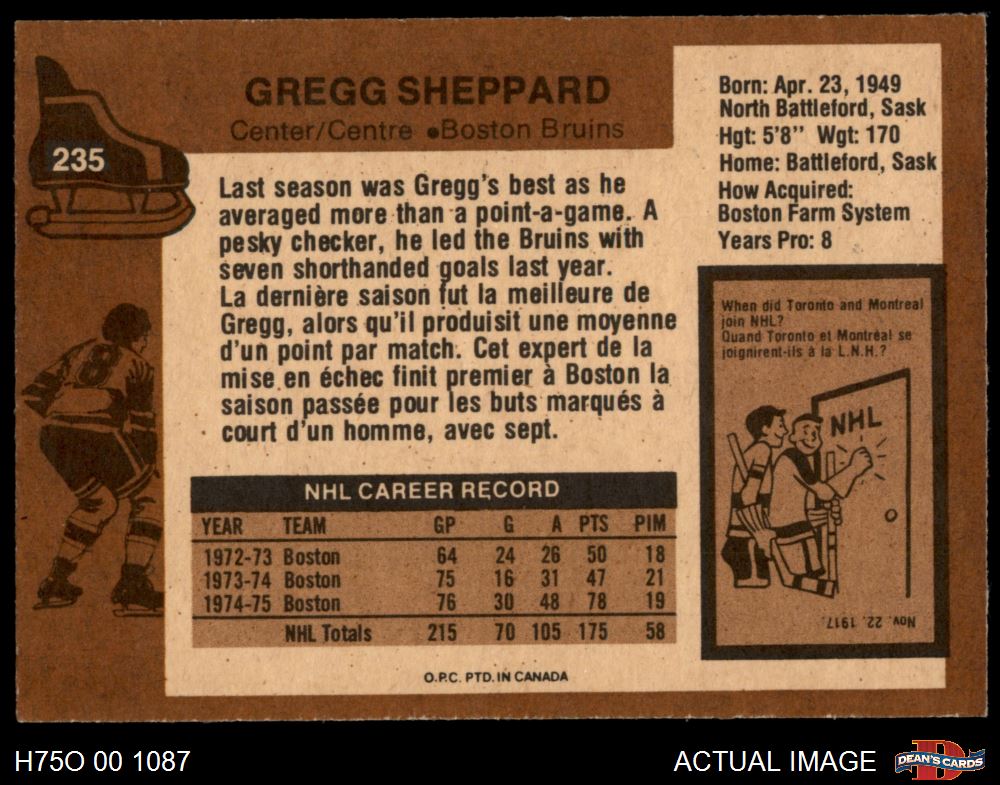 235
GREGG SHEPPARD
Center/Centre •Boston Bruins
Born: Apr. 23, 1949
North Battleford, Sask
Hgt: 5'8" Wgt: 170
Home: Battleford, Sask
How Acquired:
Boston Farm System
Years Pro: 8
Last season was Gregg's best as he
averaged more than a point-a-game. A
pesky checker, he led the Bruins with
seven shorthanded goals last year.
La dernière saison fut la meilleure de
Gregg, alors qu'il produisit une moyenne
d'un point par match. Cet expert de la
mise en échec finit premier à Boston la
saison passée pour les buts marqués à
court d'un homme, avec sept.
When did Toronto and Montreal
join NHL?
Quand Toronto et Montréal se
joignirent-ils à la L.N.H.?
NHL
Nov. 22, 1917.
8
NHL CAREER RECORD
YEAR TEAM GP G A PTS PIM
1972-73 Boston 64 24 26 50 18
1973-74 Boston 75 16 31 47 21
1974-75 Boston 76 30 48 78 19
NHL Totals 215 70 105 175 58
O.P.C. PTD. IN CANADA
H75O 00 1087
ACTUAL IMAGE
D
DEAN'S CARDS